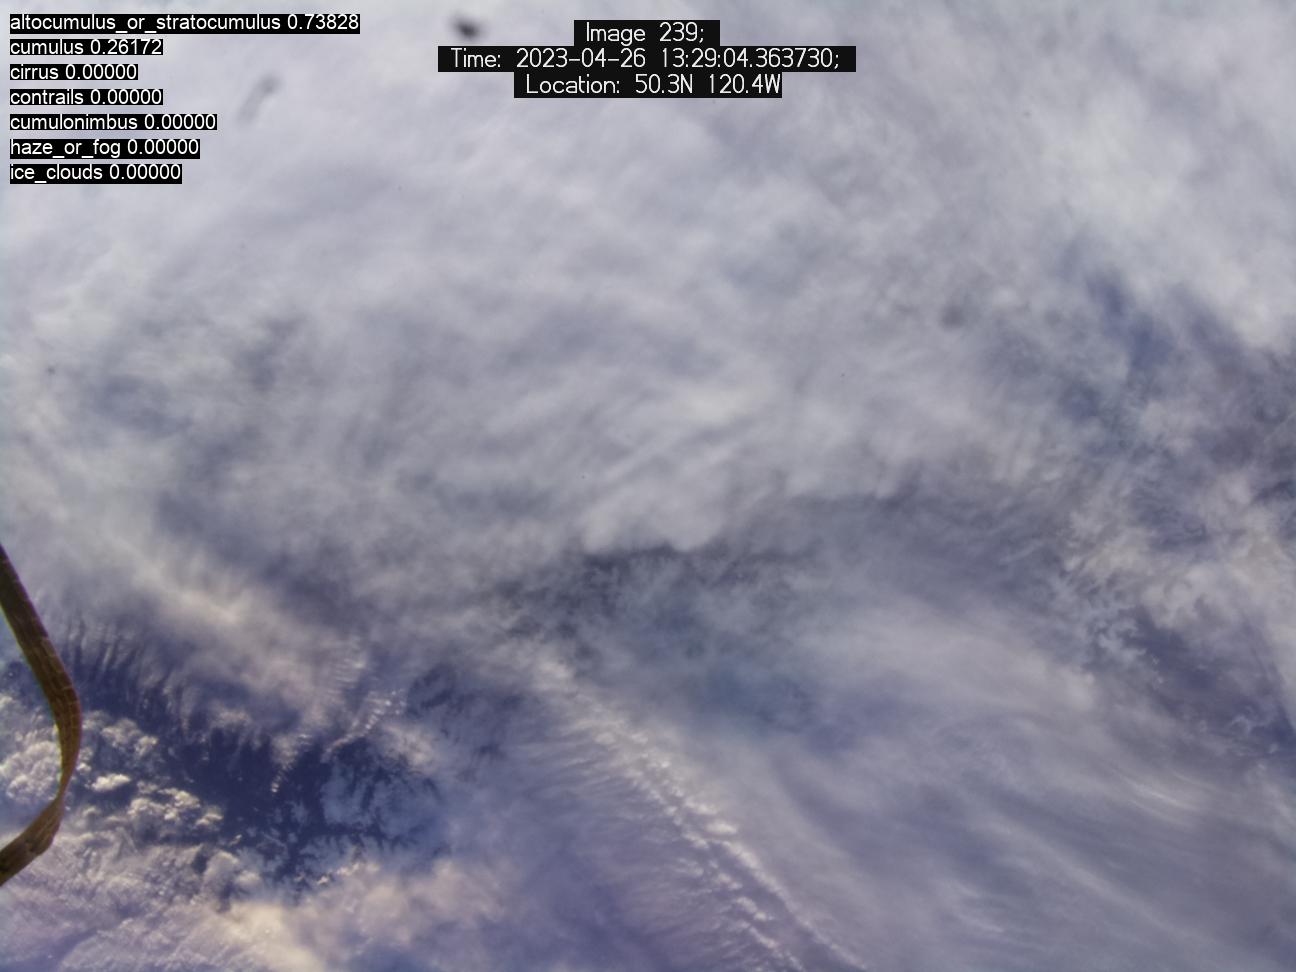 altocumulus_or_stratocumulus 0.73828
cumulus 0.26172
cirrus 0.00000
contrails 0.00000
cumulonimbus 0.00000
haze_or_fog 0.00000
ice_clouds 0.00000
Image 239;
Time: 2023-04-26 13:29:04.363730;
Location: 50.3N 120.4W